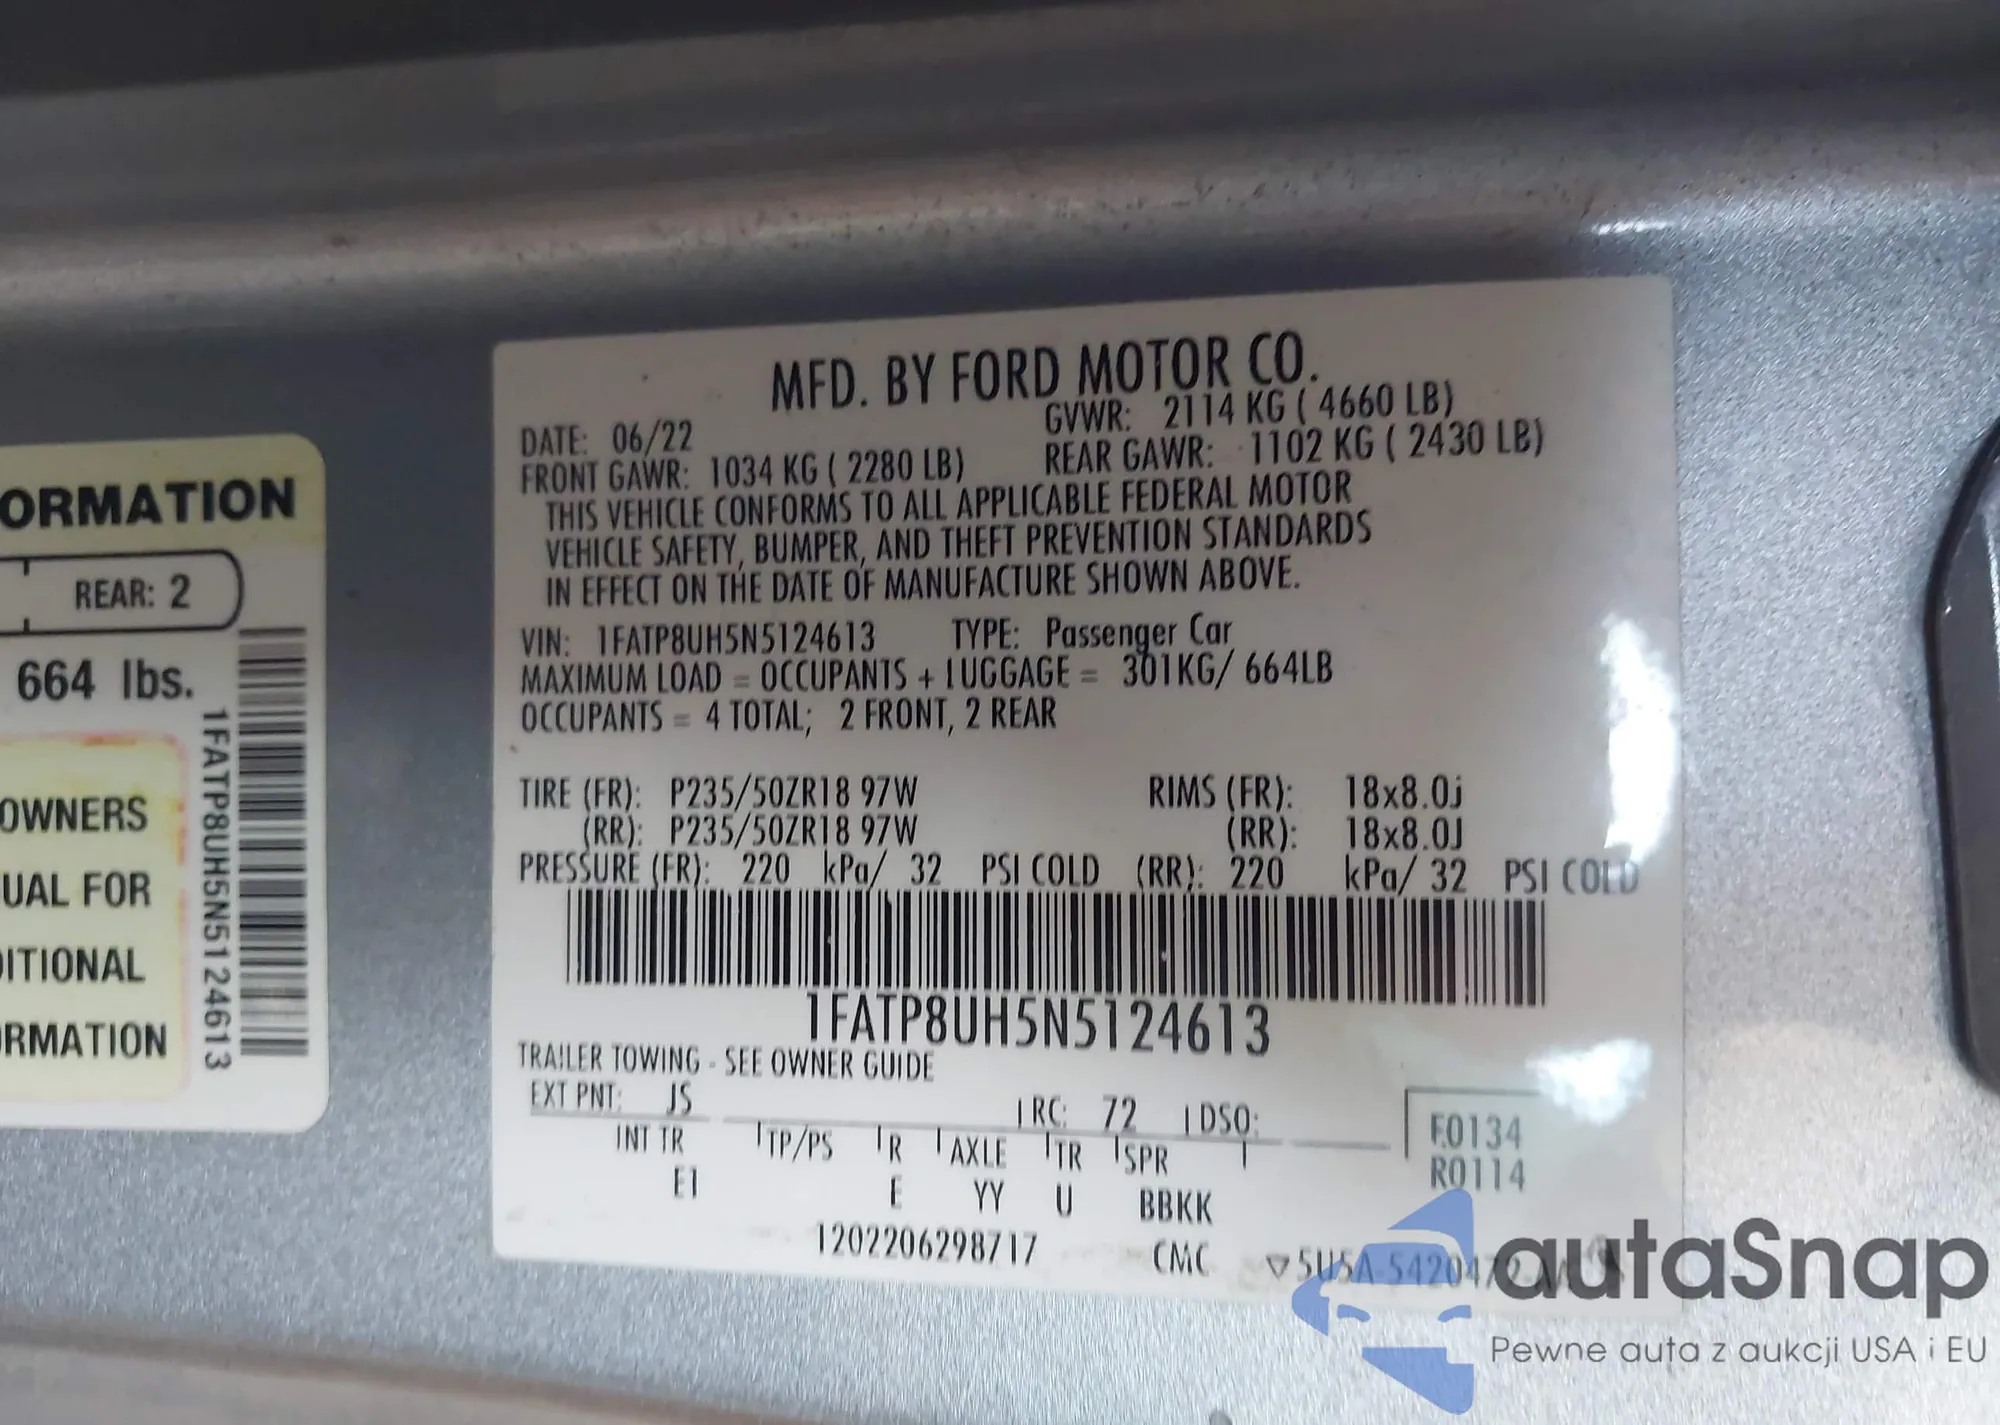 ORMATION
REAR: 2
664 lbs.
OWNERS
UAL FOR
DITIONAL
ORMATION
1FATP8UH5N5124613
MFD. BY FORD MOTOR CO.
DATE: 06/22
GVWR: 2114 KG ( 4660 LB)
FRONT GAWR: 1034 KG ( 2280 LB)
REAR GAWR: 1102 KG ( 2430 LB)
THIS VEHICLE CONFORMS TO ALL APPLICABLE FEDERAL MOTOR
VEHICLE SAFETY, BUMPER, AND THEFT PREVENTION STANDARDS
IN EFFECT ON THE DATE OF MANUFACTURE SHOWN ABOVE.
VIN: 1FATP8UH5N5124613 TYPE: Passenger Car
MAXIMUM LOAD = OCCUPANTS + LUGGAGE = 301KG/ 664LB
OCCUPANTS = 4 TOTAL; 2 FRONT, 2 REAR
TIRE (FR): P235/50ZR18 97W RIMS (FR): 18x8.0j
(RR): P235/50ZR18 97W (RR): 18x8.0J
PRESSURE (FR): 220 kPa/ 32 PSI COLD (RR): 220 kPa/ 32 PSI COLD
1FATP8UH5N5124613
TRAILER TOWING - SEE OWNER GUIDE
EXT PNT: JS RC: 72 DSO:
INT TR TP/PS R AXLE TR SPR
E1 E YY U BBKK
F0134
R0114
1202206298717 CMC
autaSnap
Pewne auta z aukcji USA i EU